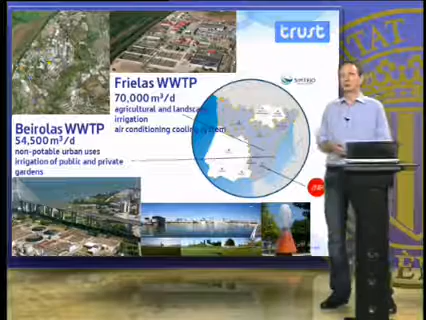 trust
Frielas WWTP
70,000 m³/d
agricultural and landscape
irrigation
air conditioning cooling system
Beirolas WWTP
54,500 m³/d
non-potable urban uses
irrigation of public and private
gardens
TAT